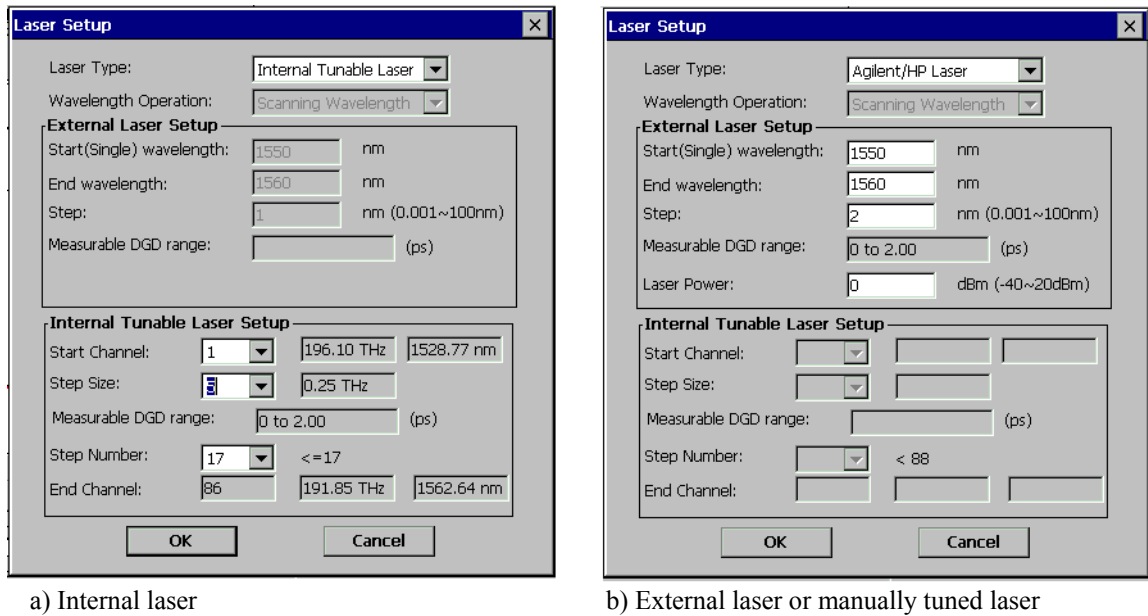 Laser Setup
Laser Type: Internal Tunable Laser
Wavelength Operation: Scanning Wavelength
External Laser Setup
Start(Single) wavelength: 1550 nm
End wavelength: 1560 nm
Step: 1 nm (0.001~100nm)
Measurable DGD range: (ps)
Internal Tunable Laser Setup
Start Channel: 1 196.10 THz 1528.77 nm
Step Size: 5 0.25 THz
Measurable DGD range: 0 to 2.00 (ps)
Step Number: 17 <=17
End Channel: 86 191.85 THz 1562.64 nm
OK Cancel
a) Internal laser
Laser Setup
Laser Type: Agilent/HP Laser
Wavelength Operation: Scanning Wavelength
External Laser Setup
Start(Single) wavelength: 1550 nm
End wavelength: 1560 nm
Step: 2 nm (0.001~100nm)
Measurable DGD range: 0 to 2.00 (ps)
Laser Power: 0 dBm (-40~20dBm)
Internal Tunable Laser Setup
Start Channel:
Step Size:
Measurable DGD range: (ps)
Step Number: < 88
End Channel:
OK Cancel
b) External laser or manually tuned laser